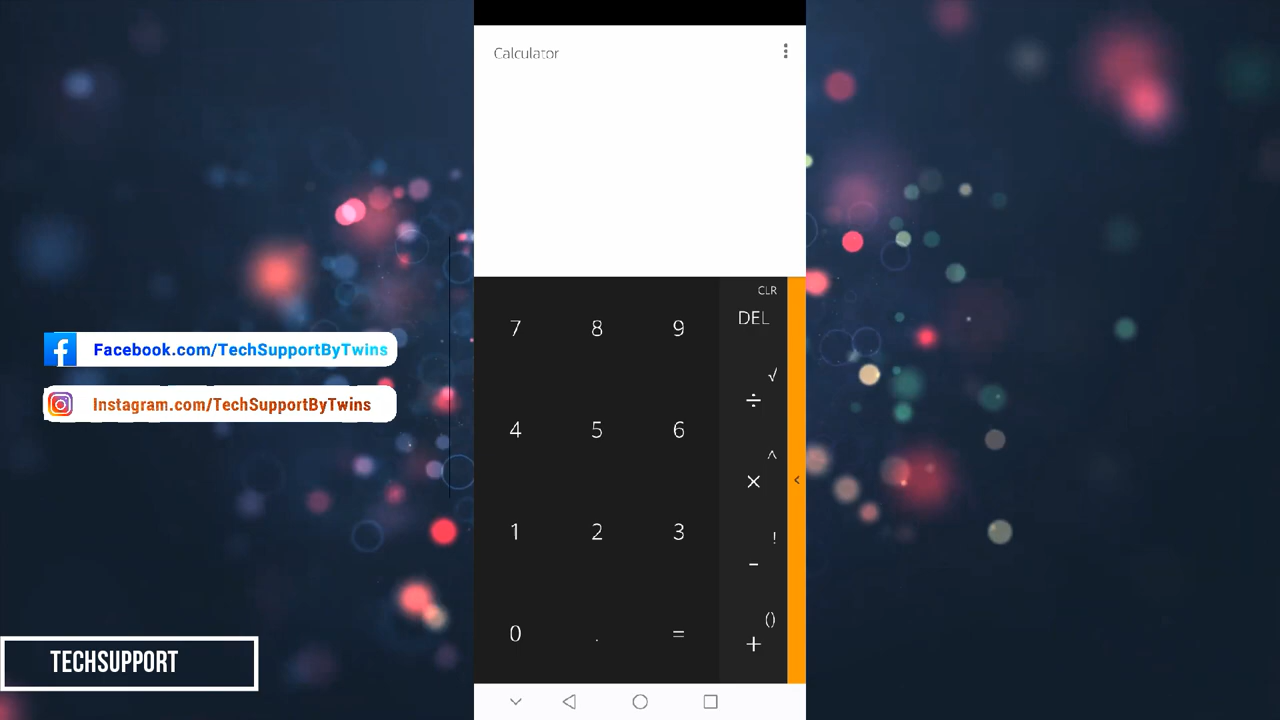 Calculator
CLR
7 8 9 DEL
√
÷
4 5 6
^
×
1 2 3
!
−
0 . =
()
+
Facebook.com/TechSupportByTwins
Instagram.com/TechSupportByTwins
TECHSUPPORT